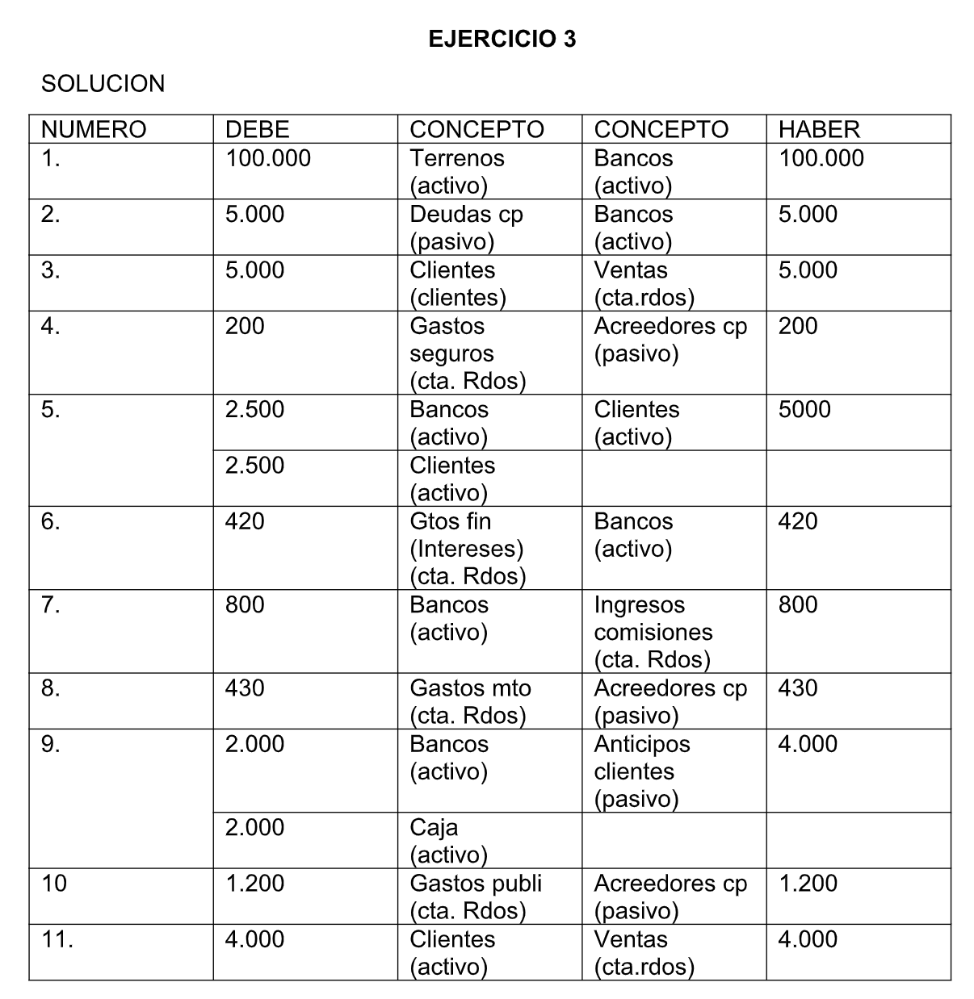 EJERCICIO 3
SOLUCION
NUMERO DEBE CONCEPTO CONCEPTO HABER
1. 100.000 Terrenos Bancos 100.000
(activo) (activo)
2. 5.000 Deudas cp Bancos 5.000
(pasivo) (activo)
3. 5.000 Clientes Ventas 5.000
(clientes) (cta.rdos)
4. 200 Gastos Acreedores cp 200
seguros (pasivo)
(cta. Rdos)
5. 2.500 Bancos Clientes 5000
(activo) (activo)
2.500 Clientes
(activo)
6. 420 Gtos fin Bancos 420
(Intereses) (activo)
(cta. Rdos)
7. 800 Bancos Ingresos 800
(activo) comisiones
(cta. Rdos)
8. 430 Gastos mto Acreedores cp 430
(cta. Rdos) (pasivo)
9. 2.000 Bancos Anticipos 4.000
(activo) clientes
(pasivo)
2.000 Caja
(activo)
10 1.200 Gastos publi Acreedores cp 1.200
(cta. Rdos) (pasivo)
11. 4.000 Clientes Ventas 4.000
(activo) (cta.rdos)